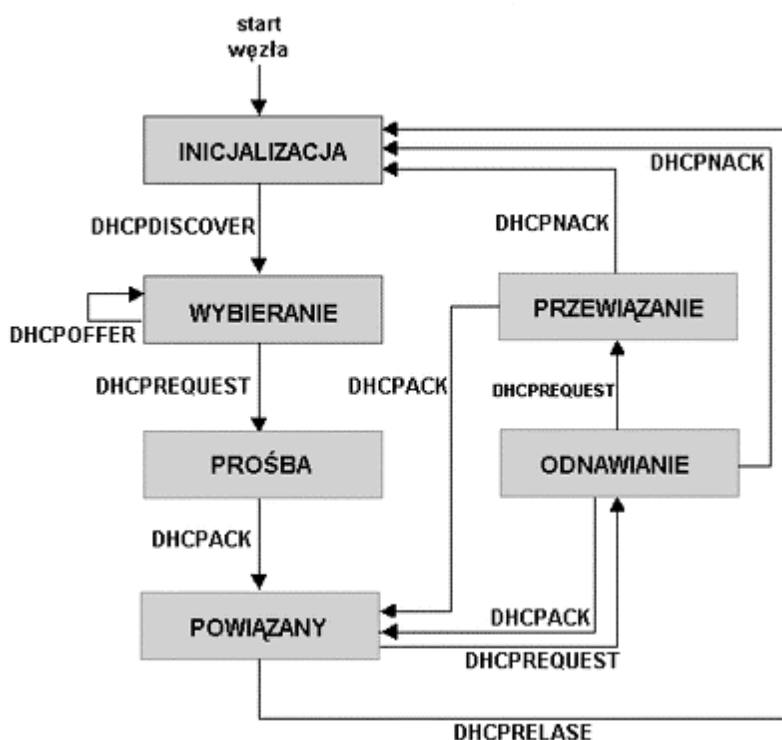 start
węzła
INICJALIZACJA
DHCPNACK
DHCPDISCOVER
DHCPNACK
WYBIERANIE
PRZEWIĄZANIE
DHCPOFFER
DHCPREQUEST
DHCPACK
DHCPREQUEST
PROŚBA
ODNAWIANIE
DHCPACK
POWIĄZANY
DHCPACK
DHCPREQUEST
DHCPRELASE